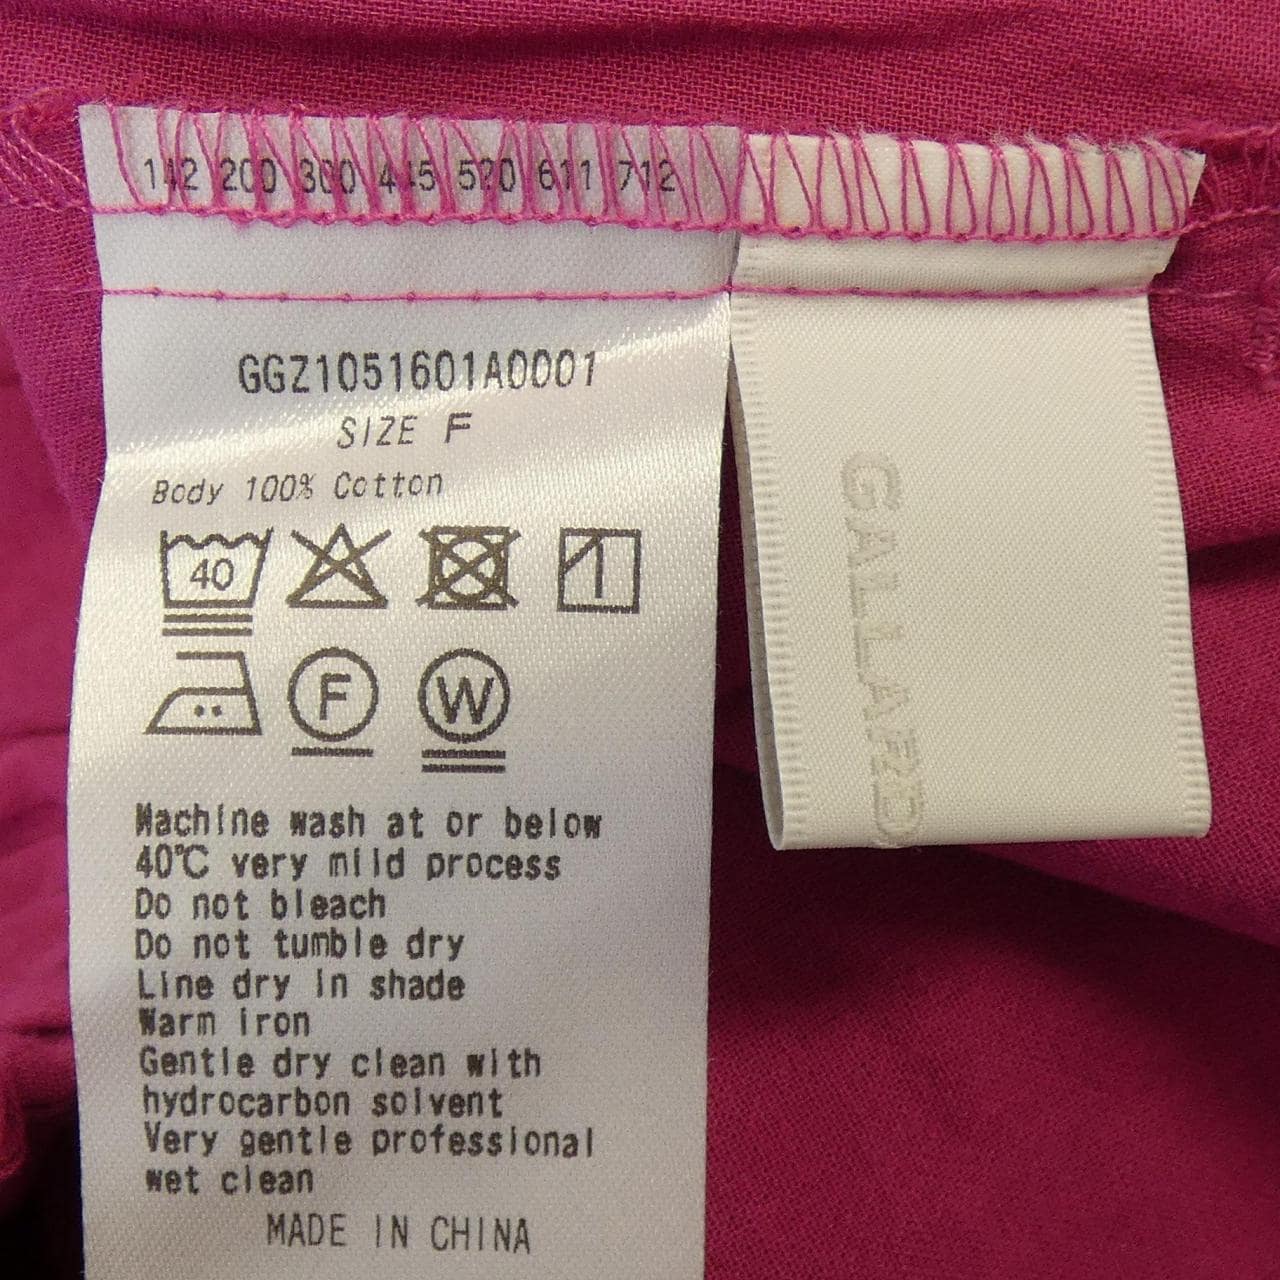 142 200 300 445 520 611 712
GGZ1051601A0001
SIZE F
Body 100% Cotton
40
F
W
Machine wash at or below
40℃ very mild process
Do not bleach
Do not tumble dry
Line dry in shade
Warm iron
Gentle dry clean with
hydrocarbon solvent
Very gentle professional
wet clean
MADE IN CHINA